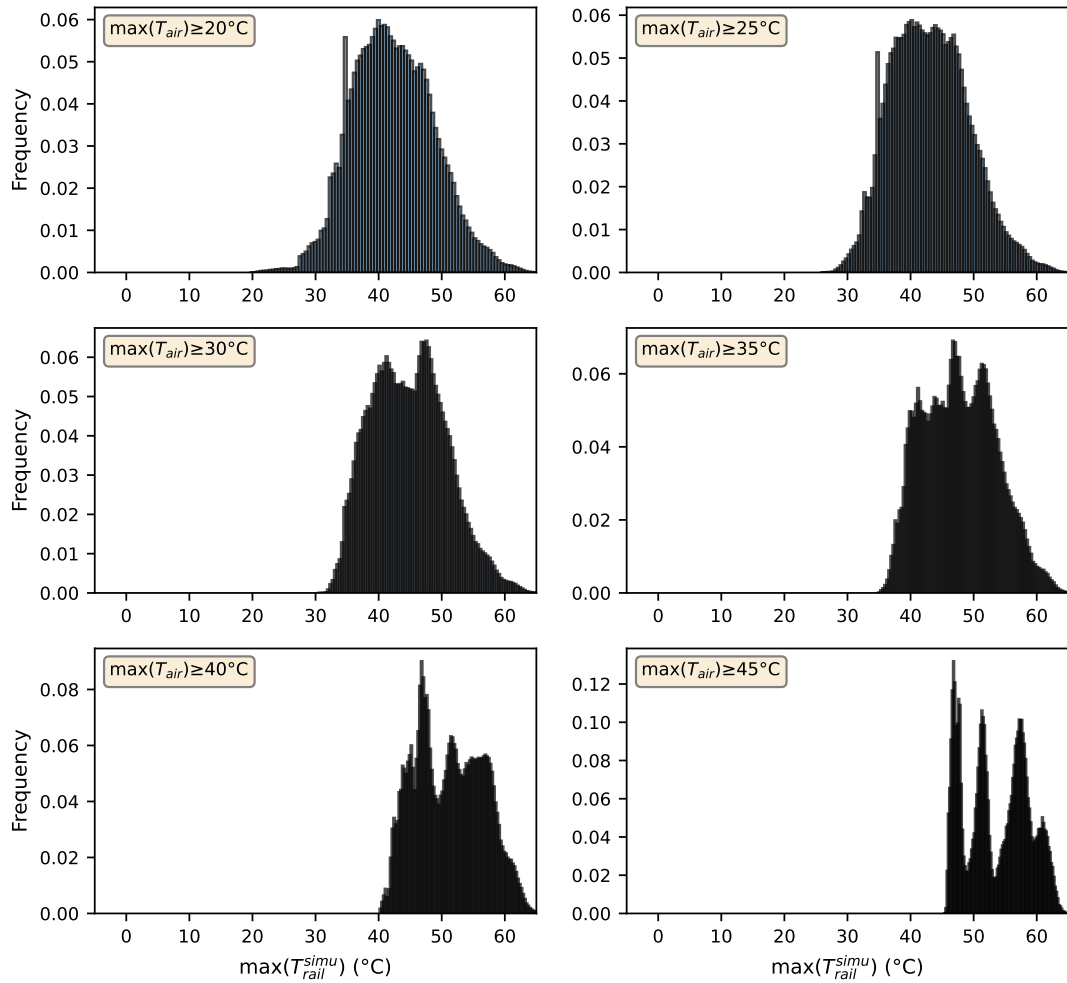 max(T_air)≥20°C
Frequency
0.06
0.05
0.04
0.03
0.02
0.01
0.00
0 10 20 30 40 50 60
max(T_air)≥25°C
0.06
0.05
0.04
0.03
0.02
0.01
0.00
0 10 20 30 40 50 60
max(T_air)≥30°C
Frequency
0.06
0.05
0.04
0.03
0.02
0.01
0.00
0 10 20 30 40 50 60
max(T_air)≥35°C
0.06
0.04
0.02
0.00
0 10 20 30 40 50 60
max(T_air)≥40°C
Frequency
0.08
0.06
0.04
0.02
0.00
0 10 20 30 40 50 60
max(T_rail^simu) (°C)
max(T_air)≥45°C
0.12
0.10
0.08
0.06
0.04
0.02
0.00
0 10 20 30 40 50 60
max(T_rail^simu) (°C)